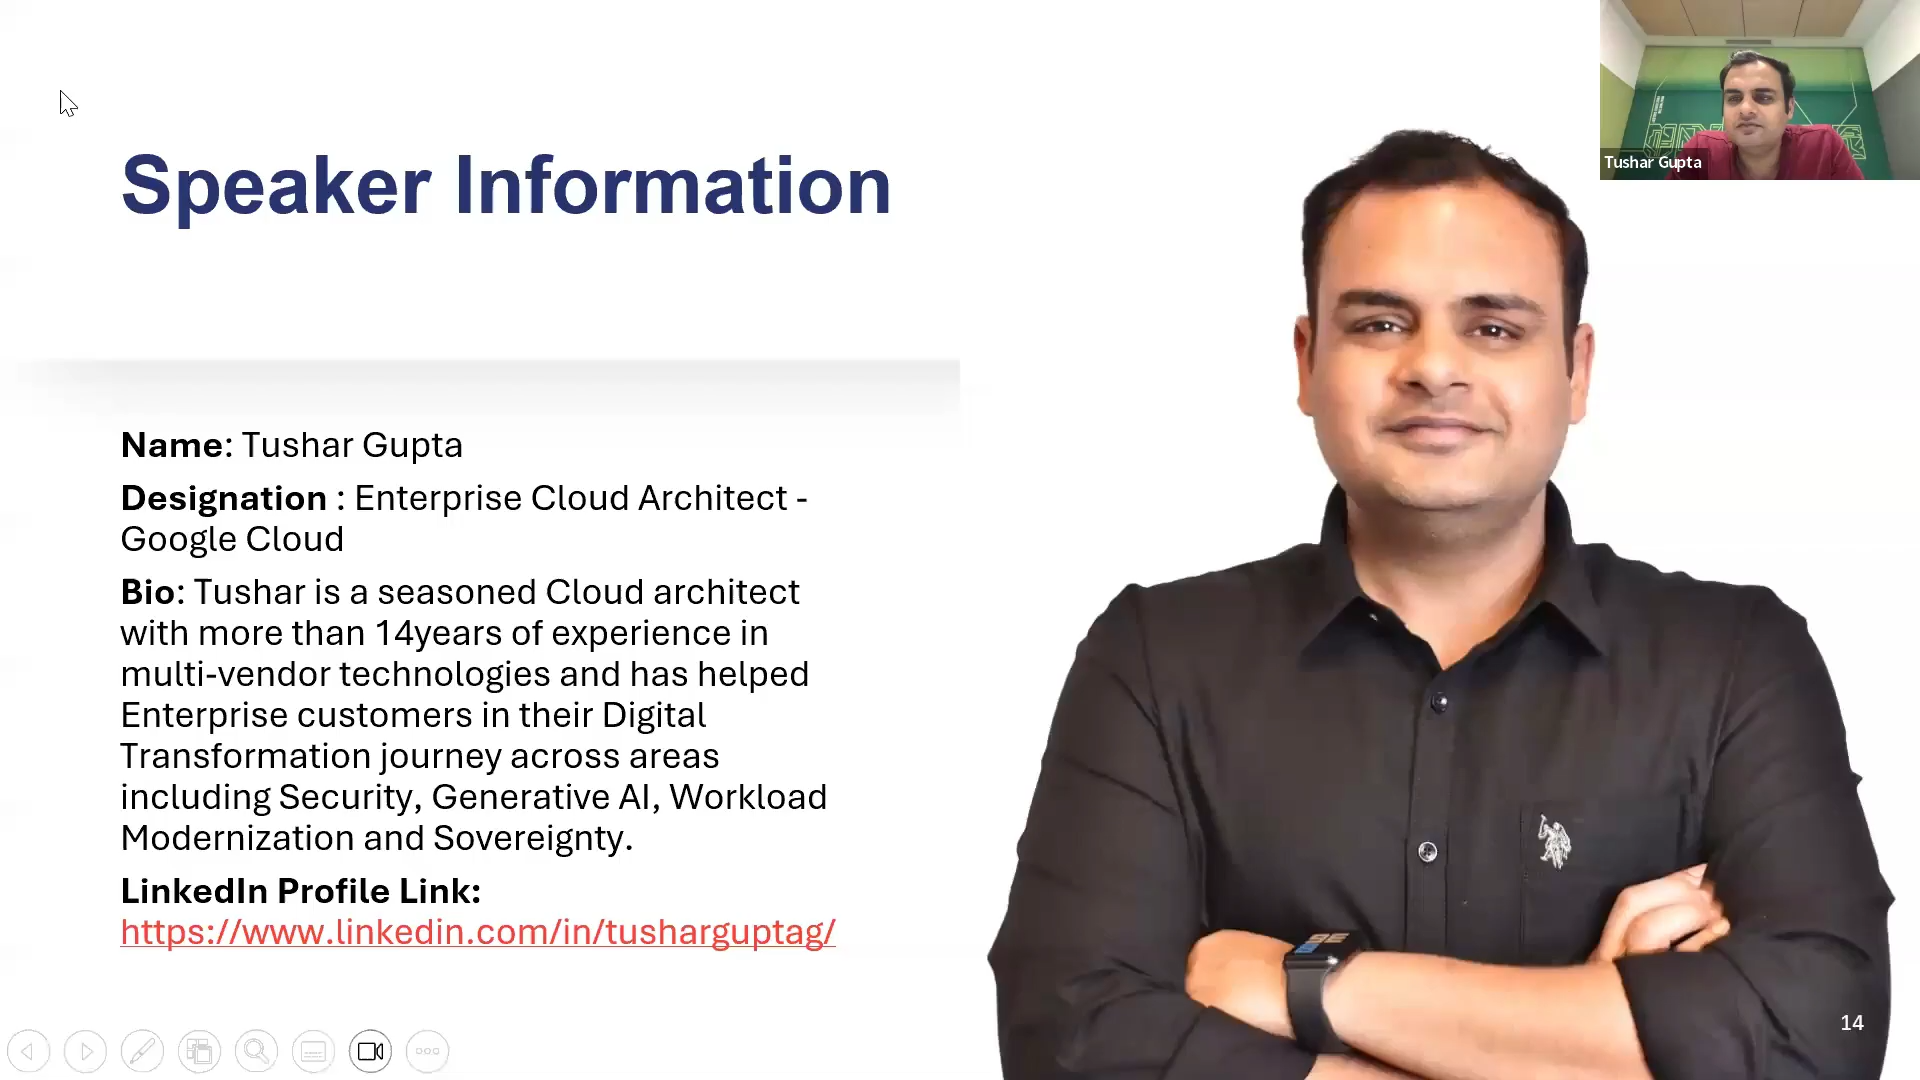 Speaker Information
Tushar Gupta
Name: Tushar Gupta
Designation : Enterprise Cloud Architect -
Google Cloud
Bio: Tushar is a seasoned Cloud architect
with more than 14years of experience in
multi-vendor technologies and has helped
Enterprise customers in their Digital
Transformation journey across areas
including Security, Generative AI, Workload
Modernization and Sovereignty.
LinkedIn Profile Link:
https://www.linkedin.com/in/tusharguptag/
14